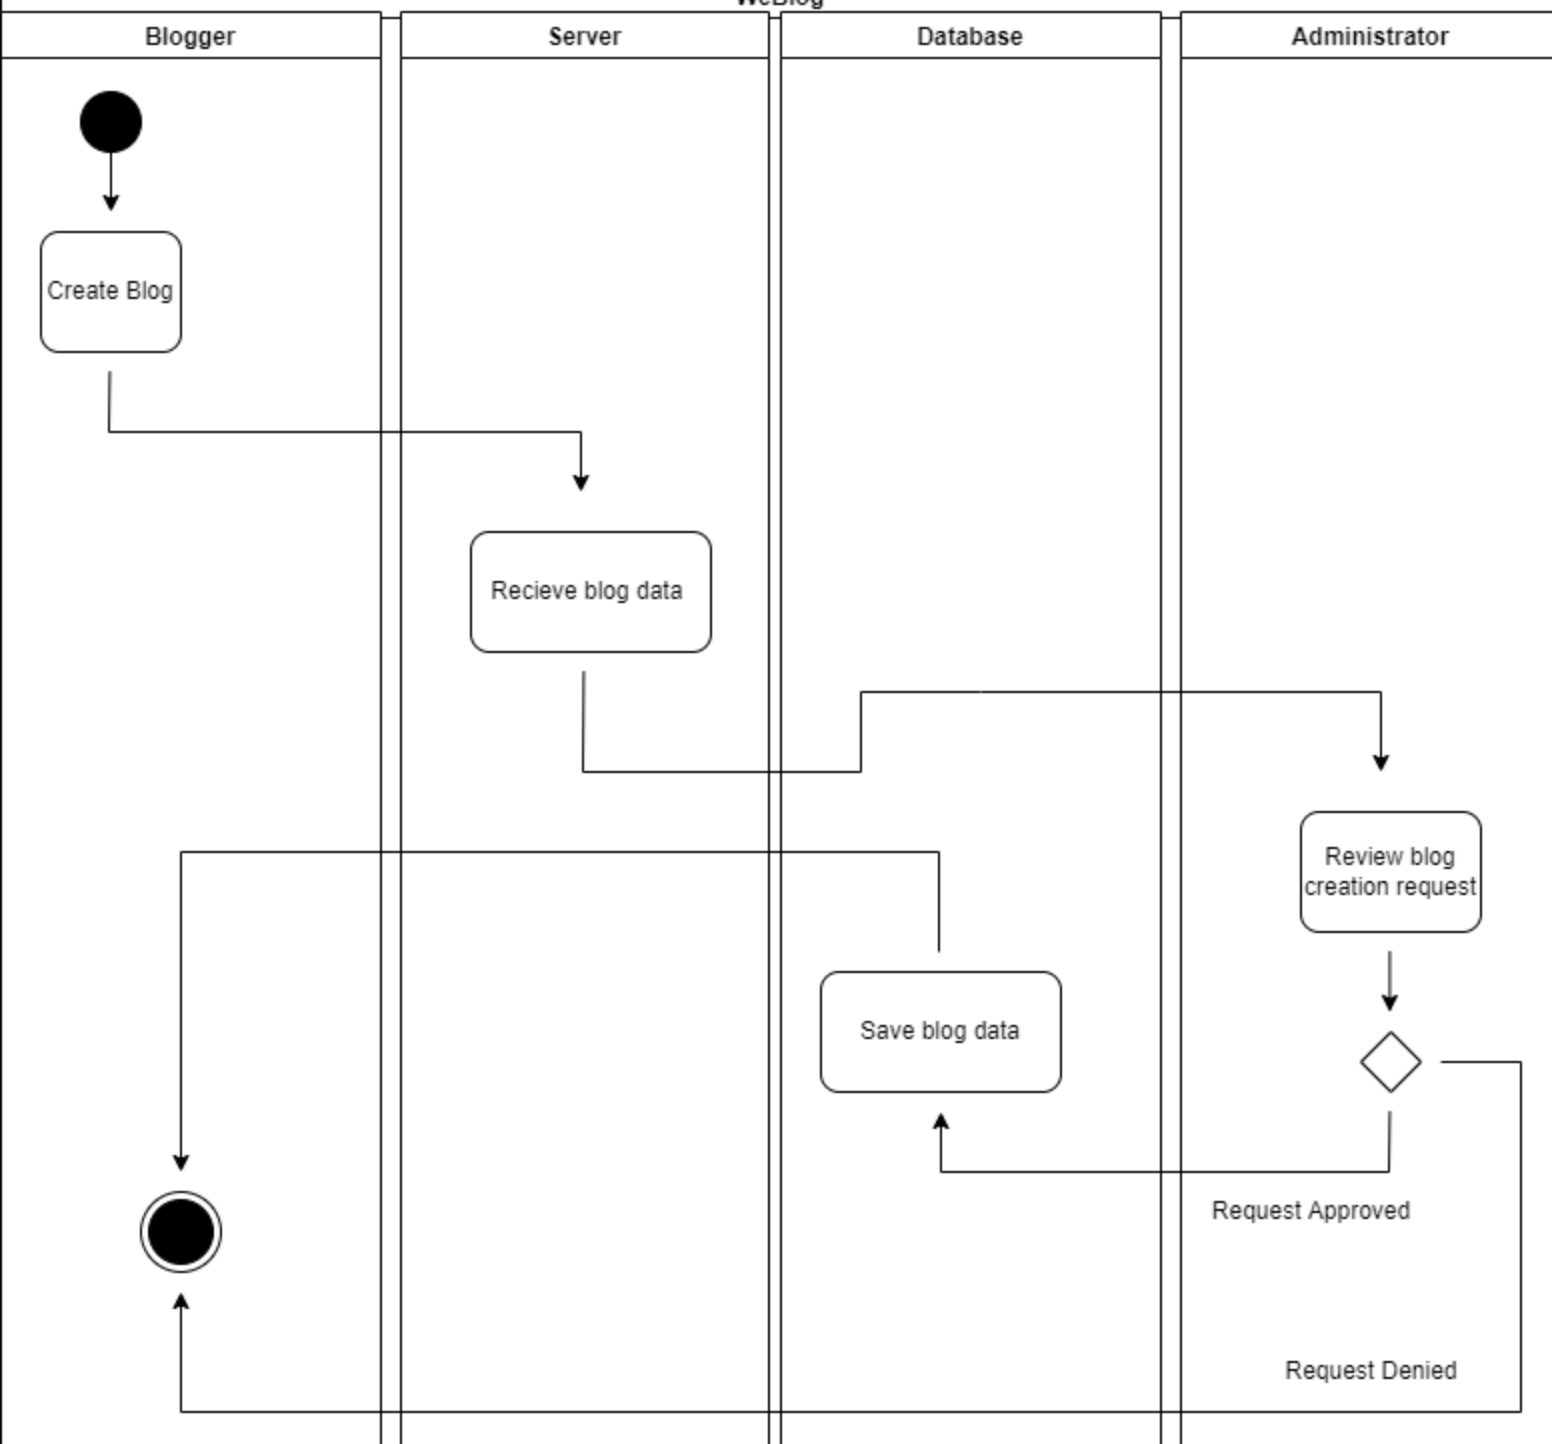 WeBlog
Blogger
Server
Database
Administrator
Create Blog
Recieve blog data
Review blog
creation request
Save blog data
Request Approved
Request Denied